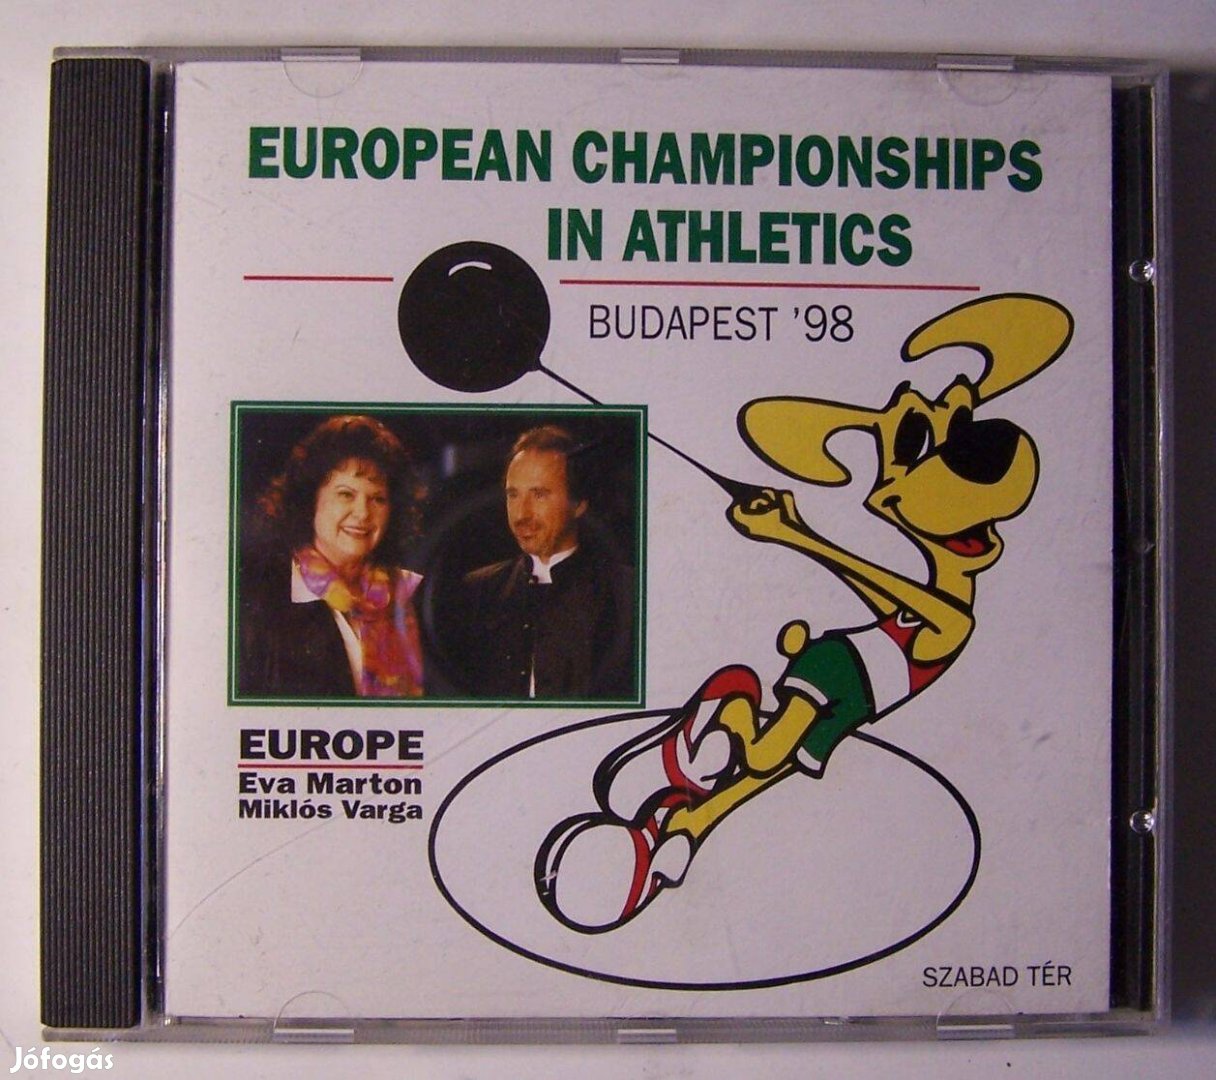 EUROPEAN CHAMPIONSHIPS
IN ATHLETICS
BUDAPEST ’98
EUROPE
Eva Marton
Miklós Varga
SZABAD TÉR
Jófogás